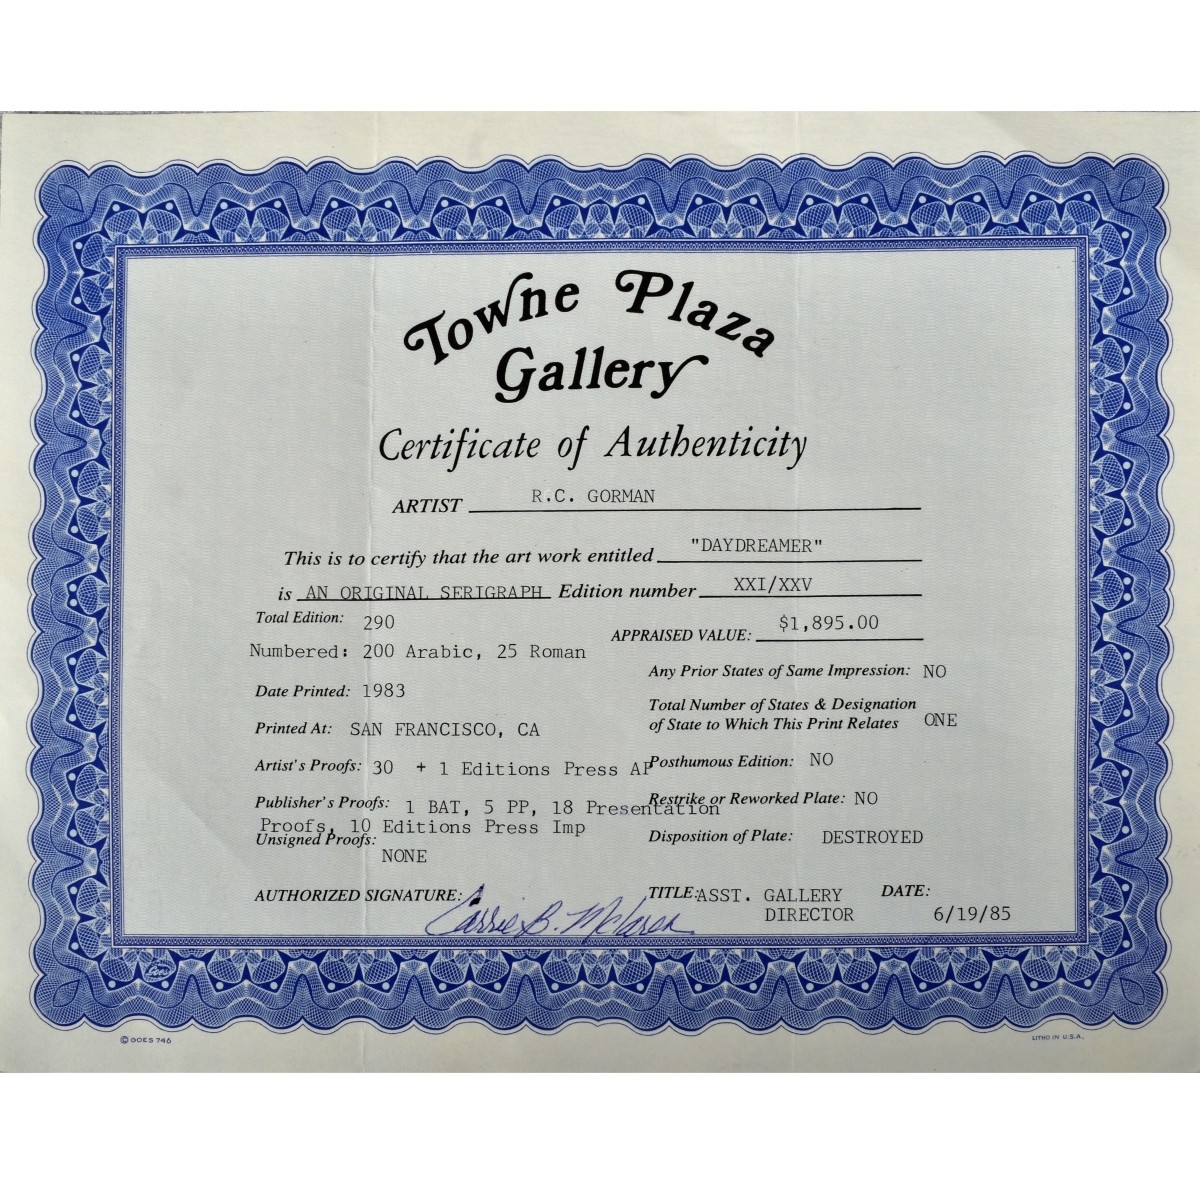 Towne Plaza
Gallery
Certificate of Authenticity
ARTIST R.C. GORMAN
This is to certify that the art work entitled "DAYDREAMER"
is AN ORIGINAL SERIGRAPH Edition number XXI/XXV
Total Edition: 290
APPRAISED VALUE: $1,895.00
Numbered: 200 Arabic, 25 Roman
Any Prior States of Same Impression: NO
Date Printed: 1983
Total Number of States & Designation
of State to Which This Print Relates ONE
Printed At: SAN FRANCISCO, CA
Artist's Proofs: 30 + 1 Editions Press AP
Posthumous Edition: NO
Publisher's Proofs: 1 BAT, 5 PP, 18 Presentation
Proofs, 10 Editions Press Imp
Restrike or Reworked Plate: NO
Unsigned Proofs:
NONE
Disposition of Plate: DESTROYED
AUTHORIZED SIGNATURE: Carrie B.
TITLE: ASST. GALLERY
DIRECTOR
DATE:
6/19/85
© GOES 746
LITHO IN U.S.A.